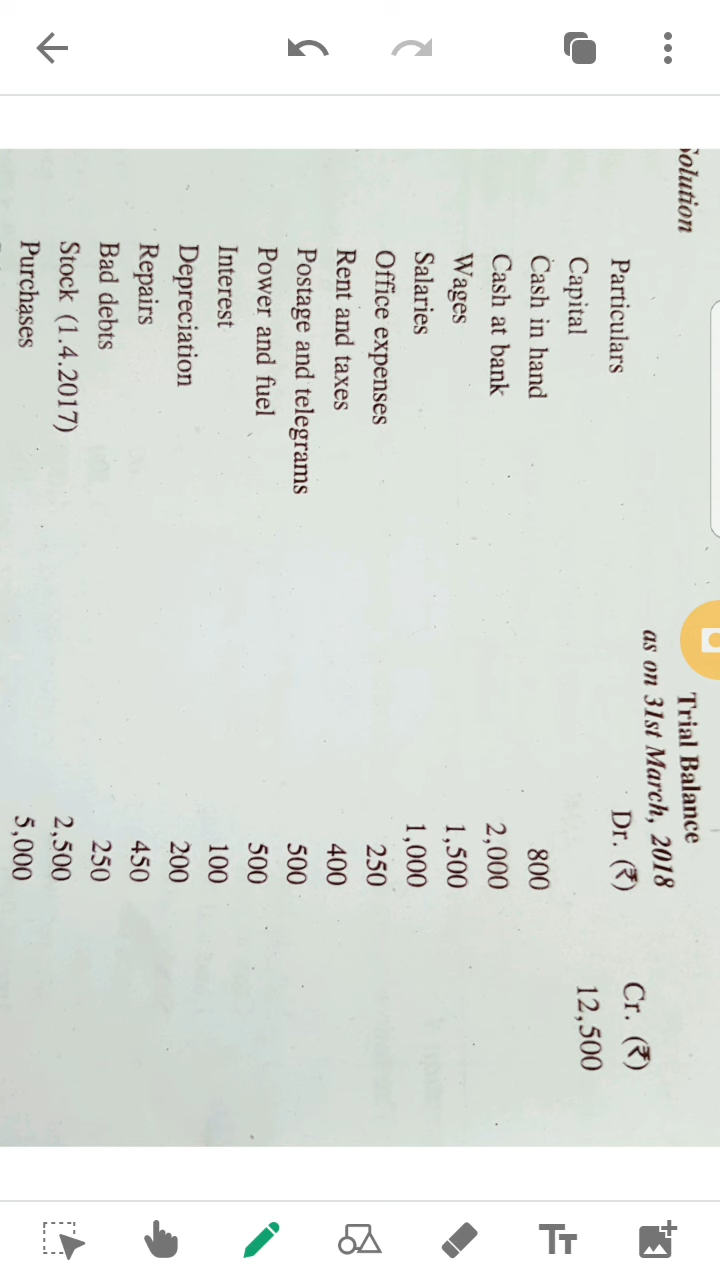 Solution Trial Balance
as on 31st March, 2018
Particulars Dr. (₹) Cr. (₹)
Capital 12,500
Cash in hand 800
Cash at bank 2,000
Wages 1,500
Salaries 1,000
Office expenses 250
Rent and taxes 400
Postage and telegrams 500
Power and fuel 500
Interest 100
Depreciation 200
Repairs 450
Bad debts 250
Stock (1.4.2017) 2,500
Purchases 5,000